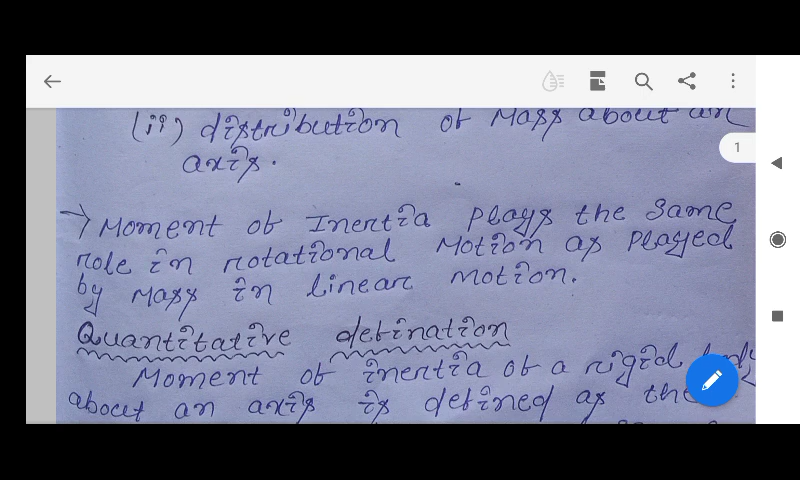 1
(ii) distribution of Mass about an
axis.
→ Moment of Inertia plays the same
role in rotational Motion as played
by Mass in linear motion.
Quantitative defination
Moment of inertia of a rigid body
about an axis is defined as the